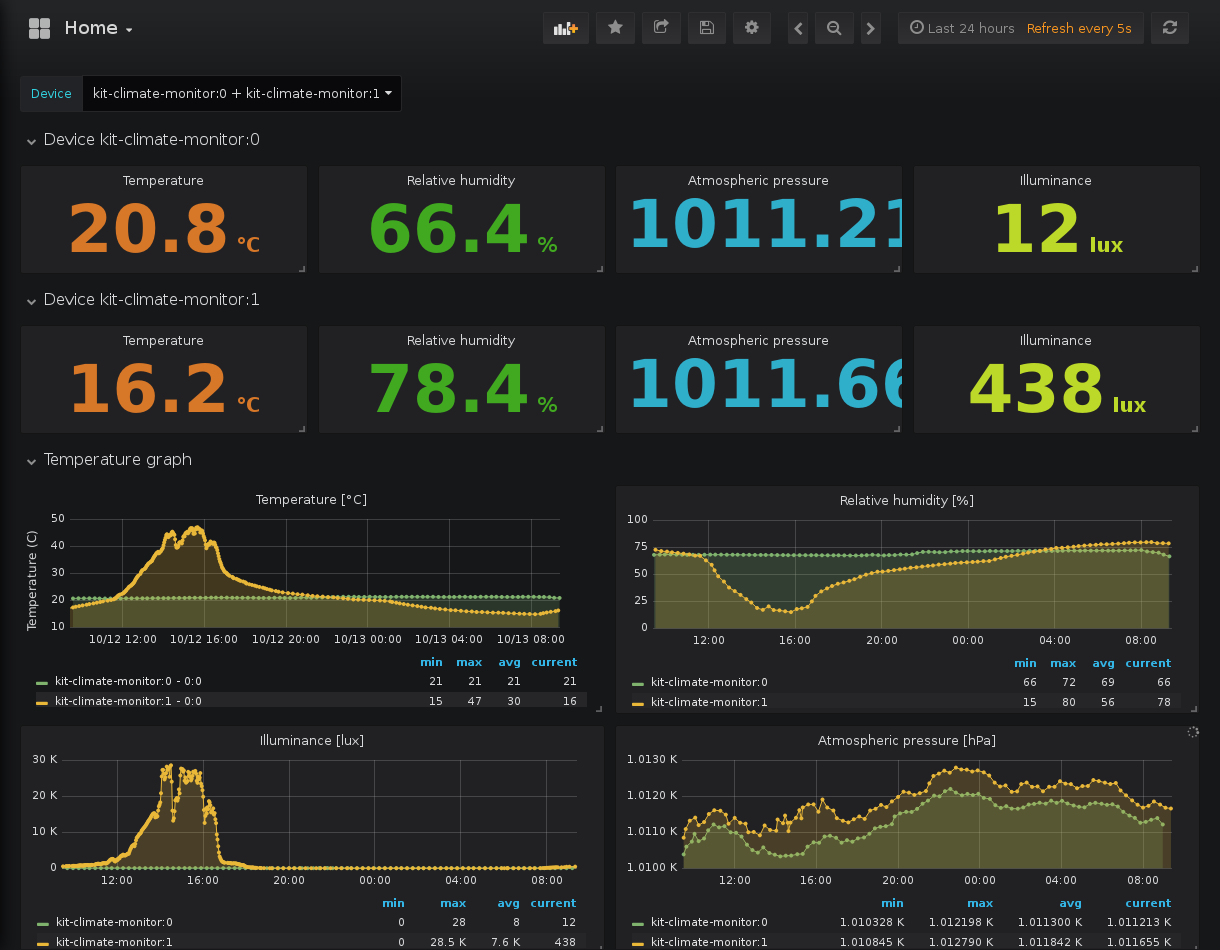 Home
Last 24 hours Refresh every 5s
Device kit-climate-monitor:0 + kit-climate-monitor:1
Device kit-climate-monitor:0
Temperature Relative humidity Atmospheric pressure Illuminance
20.8 °C 66.4 % 1011.21 12 lux
Device kit-climate-monitor:1
Temperature Relative humidity Atmospheric pressure Illuminance
16.2 °C 78.4 % 1011.66 438 lux
Temperature graph
Temperature [°C]
Temperature (C)
50
40
30
20
10
10/12 12:00 10/12 16:00 10/12 20:00 10/13 00:00 10/13 04:00 10/13 08:00
min max avg current
kit-climate-monitor:0 - 0:0 21 21 21 21
kit-climate-monitor:1 - 0:0 15 47 30 16
Relative humidity [%]
100
75
50
25
0
12:00 16:00 20:00 00:00 04:00 08:00
min max avg current
kit-climate-monitor:0 66 72 69 66
kit-climate-monitor:1 15 80 56 78
Illuminance [lux]
30 K
20 K
10 K
0
12:00 16:00 20:00 00:00 04:00 08:00
min max avg current
kit-climate-monitor:0 0 28 8 12
kit-climate-monitor:1 0 28.5 K 7.6 K 438
Atmospheric pressure [hPa]
1.0130 K
1.0120 K
1.0110 K
1.0100 K
12:00 16:00 20:00 00:00 04:00 08:00
min max avg current
kit-climate-monitor:0 1.010328 K 1.012198 K 1.011300 K 1.011213 K
kit-climate-monitor:1 1.010845 K 1.012790 K 1.011842 K 1.011655 K